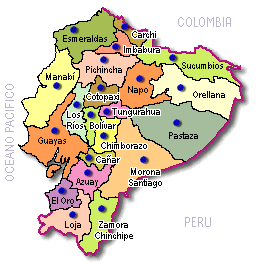 COLOMBIA
Esmeraldas
Carchi
Imbabura
Pichincha
Sucumbios
Manabí
Cotopaxi
Napo
Orellana
OCEANO PACIFICO
Los
Ríos
Tungurahua
Bolívar
Guayas
Chimborazo
Pastaza
Cañar
Morona
Santiago
Azuay
El Oro
Loja
Zamora
Chinchipe
PERU